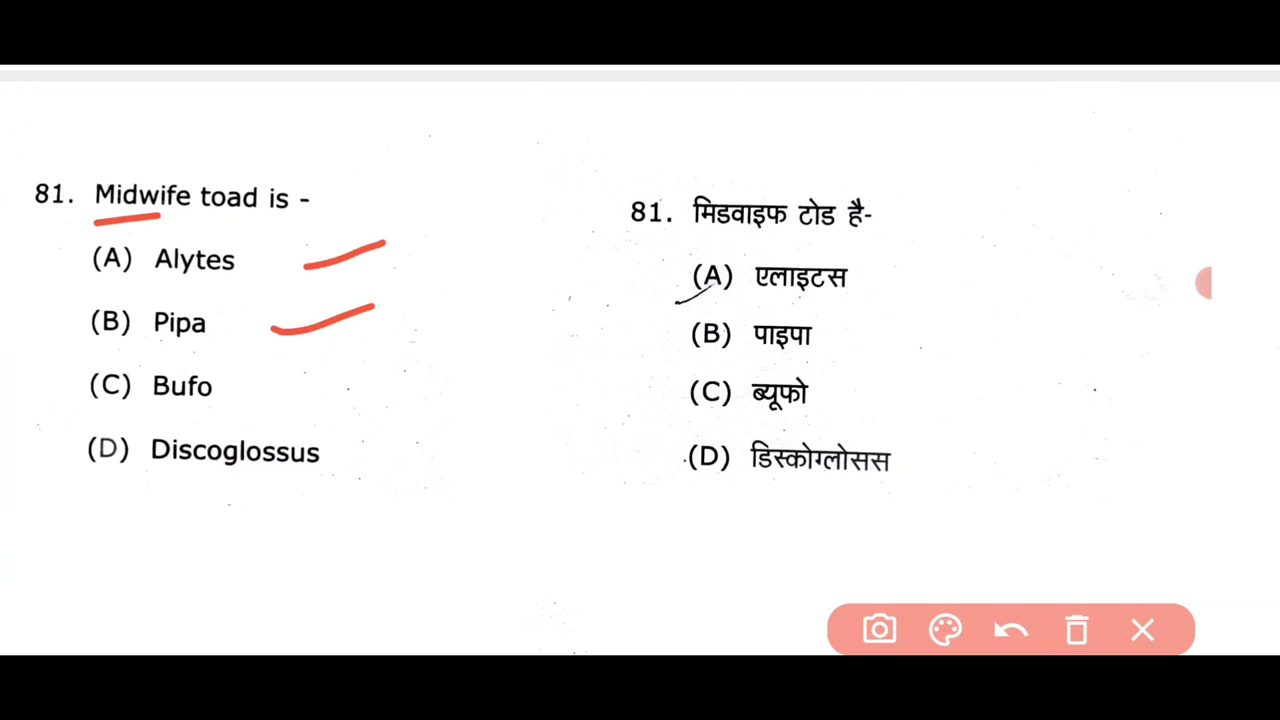 81. Midwife toad is -
(A) Alytes
(B) Pipa
(C) Bufo
(D) Discoglossus
81. मिडवाइफ टोड है-
(A) एलाइटस
(B) पाइपा
(C) ब्यूफो
(D) डिस्कोग्लोसस